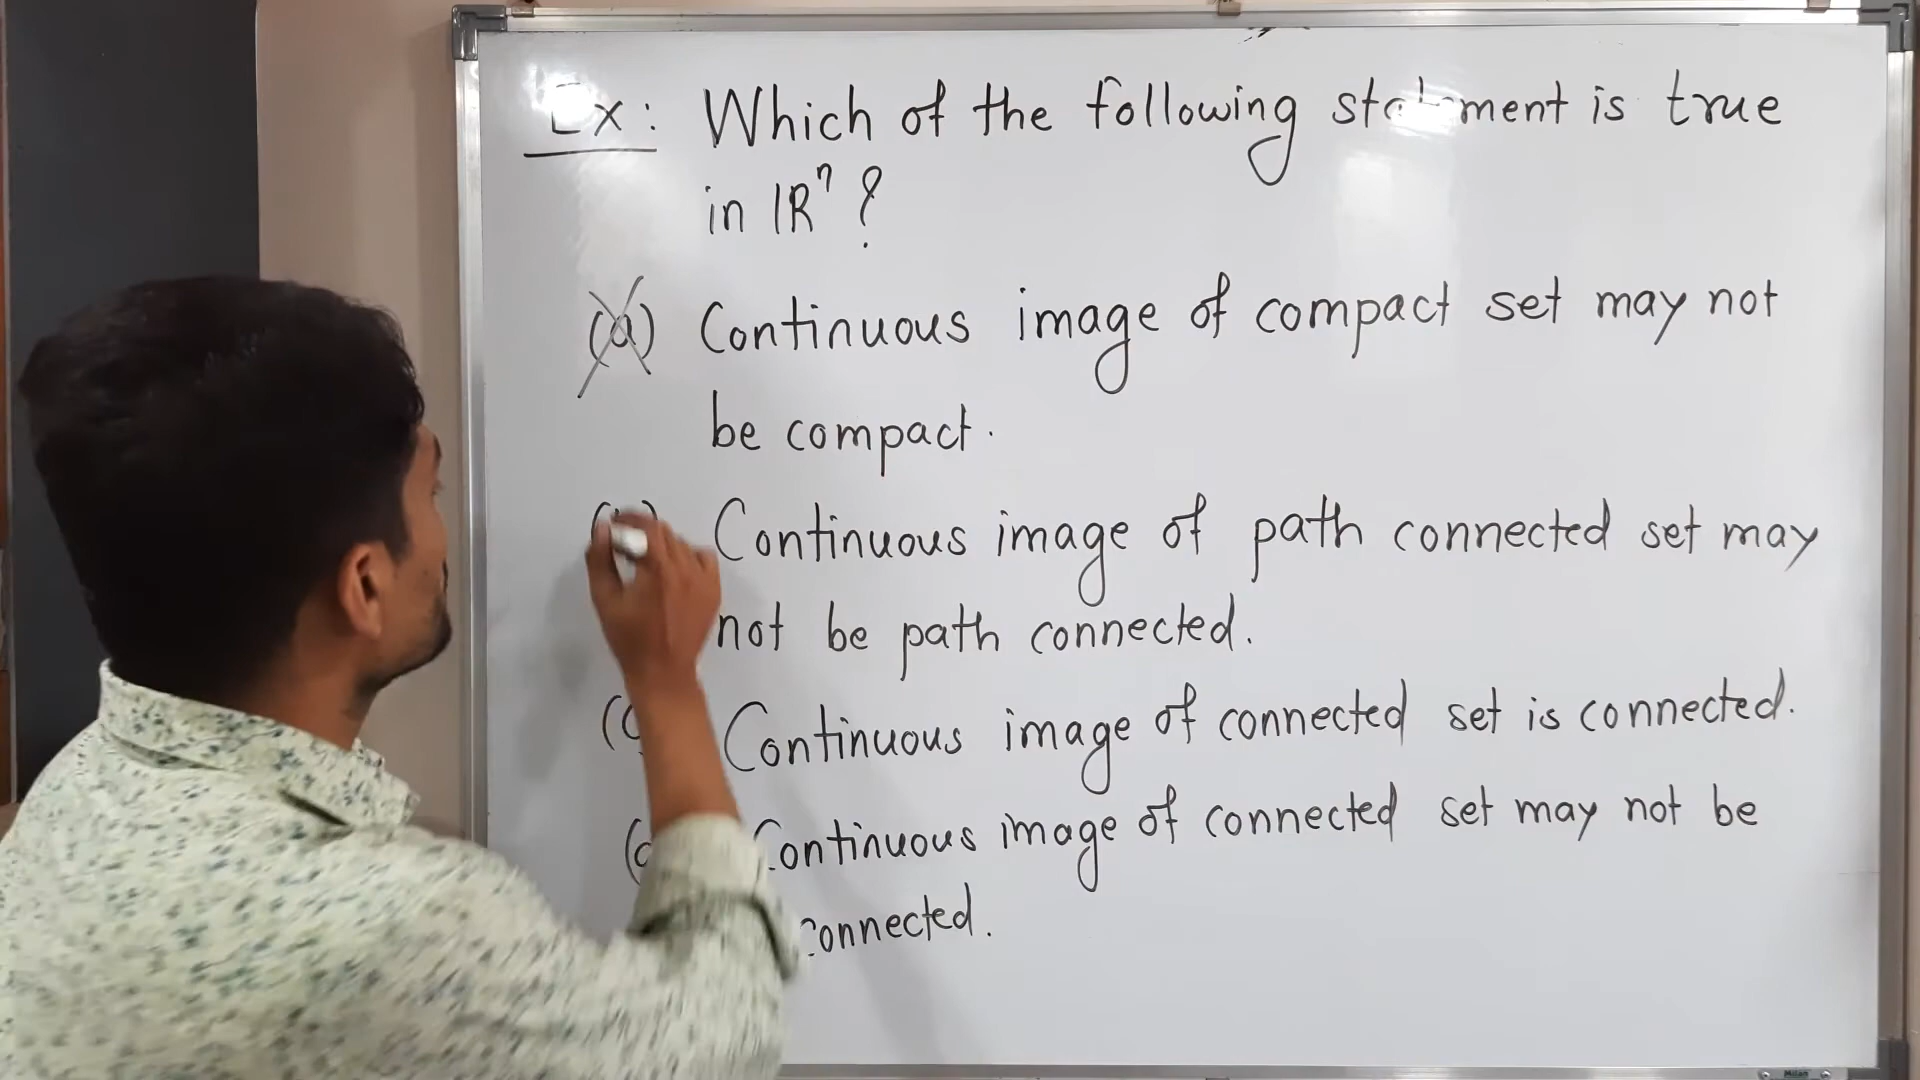 Ex: Which of the following statement is true
in IRⁿ?
(a) Continuous image of compact set may not
be compact.
Continuous image of path connected set may
not be path connected.
(c Continuous image of connected set is connected.
(d Continuous image of connected set may not be
connected.
Milan